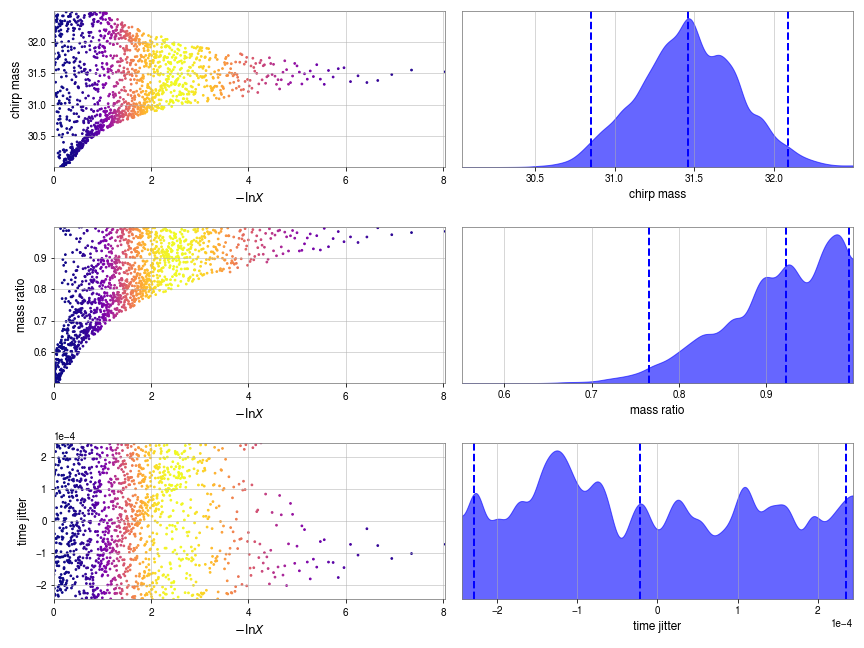 chirp mass
32.0
31.5
31.0
30.5
0 2 4 6 8
−lnX
30.5 31.0 31.5 32.0
chirp mass
mass ratio
0.9
0.8
0.7
0.6
0 2 4 6 8
−lnX
0.6 0.7 0.8 0.9
mass ratio
1e−4
time jitter
2
1
0
−1
−2
0 2 4 6 8
−lnX
−2 −1 0 1 2
1e−4
time jitter